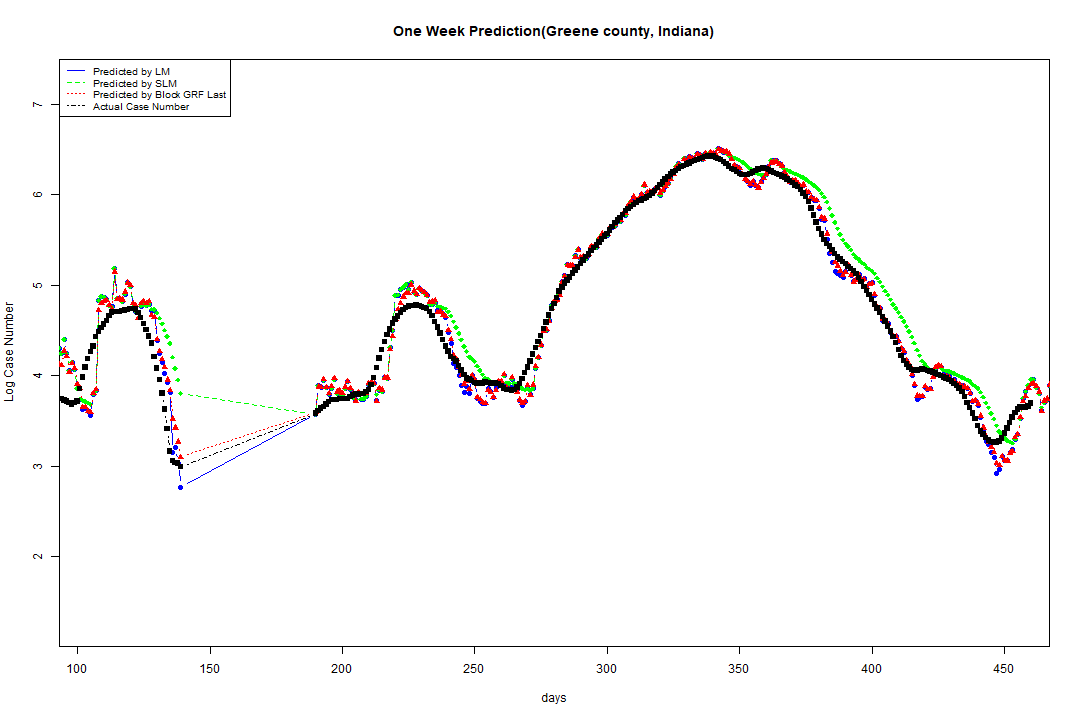 One Week Prediction(Greene county, Indiana)
Predicted by LM
Predicted by SLM
Predicted by Block GRF Last
Actual Case Number
Log Case Number
7
6
5
4
3
2
100 150 200 250 300 350 400 450
days